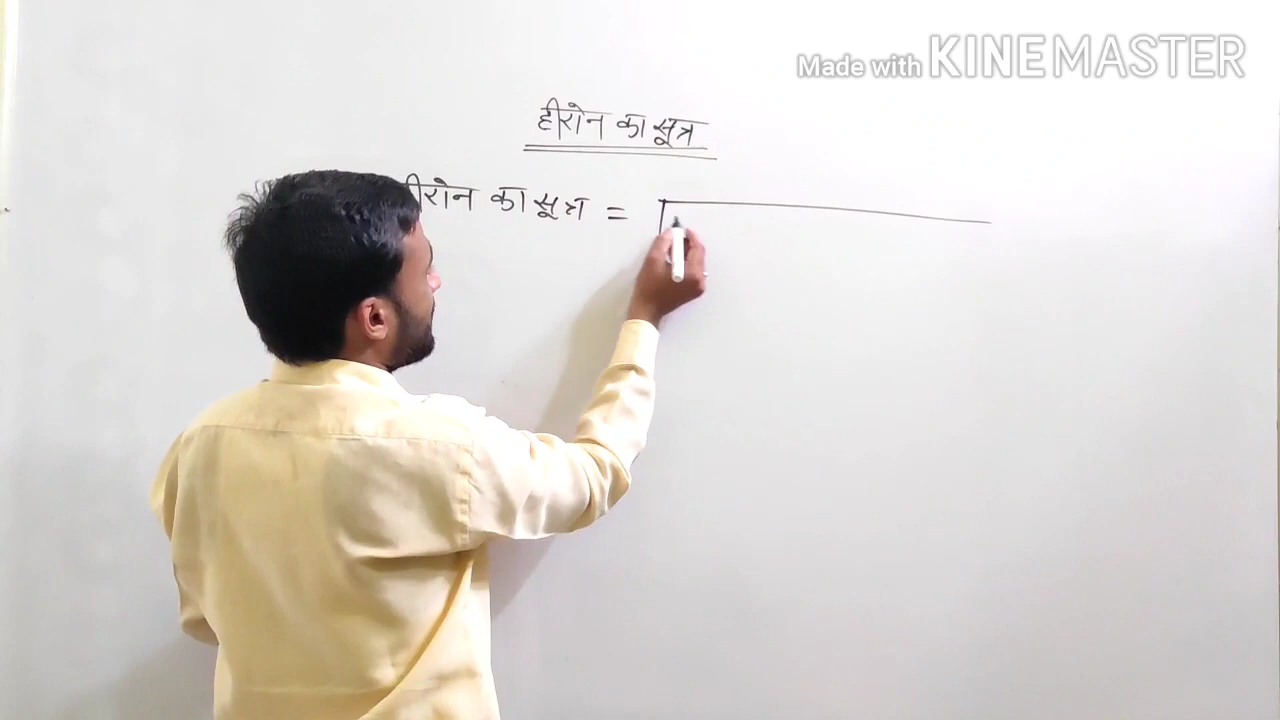 Made with KINEMASTER
हीरोन का सूत्र
हीरोन का सूत्र =